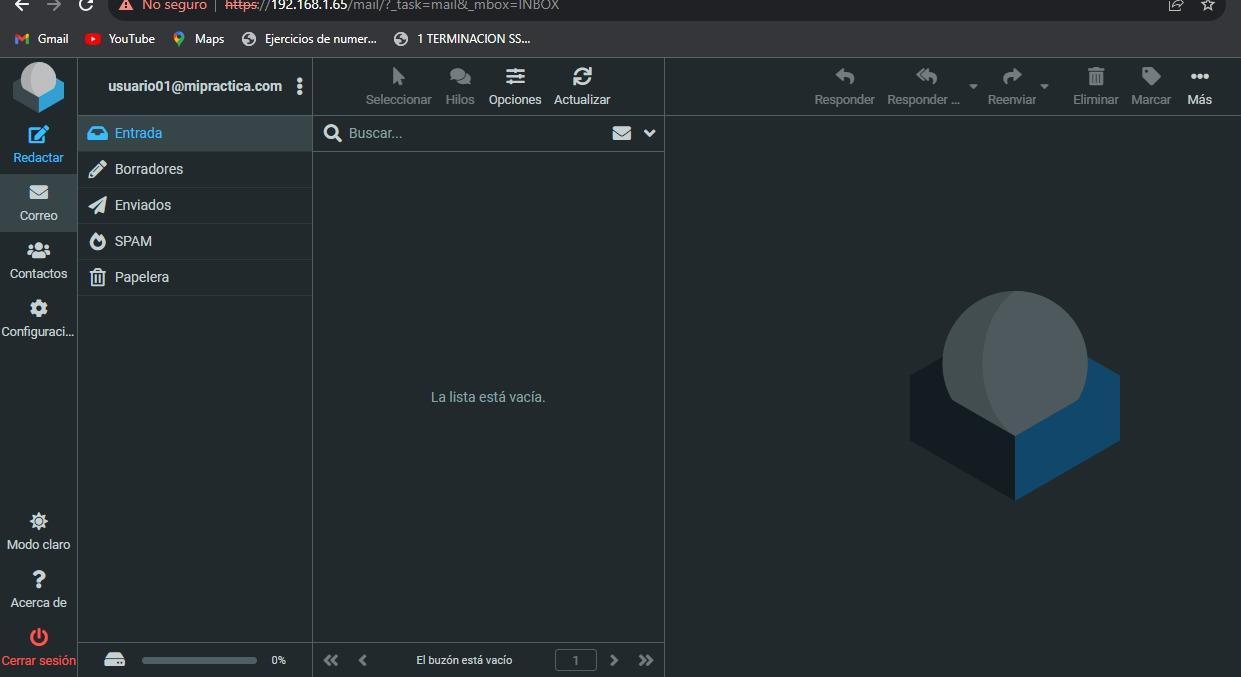 No seguro | https://192.168.1.65/mail/?_task=mail&_mbox=INBOX
Gmail YouTube Maps Ejercicios de numer... 1 TERMINACION SS...
usuario01@mipractica.com
Seleccionar Hilos Opciones Actualizar
Responder Responder ... Reenviar Eliminar Marcar Más
Redactar
Correo
Contactos
Configuraci...
Entrada
Borradores
Enviados
SPAM
Papelera
Buscar...
La lista está vacía.
Modo claro
Acerca de
Cerrar sesión
0%
El buzón está vacío
1